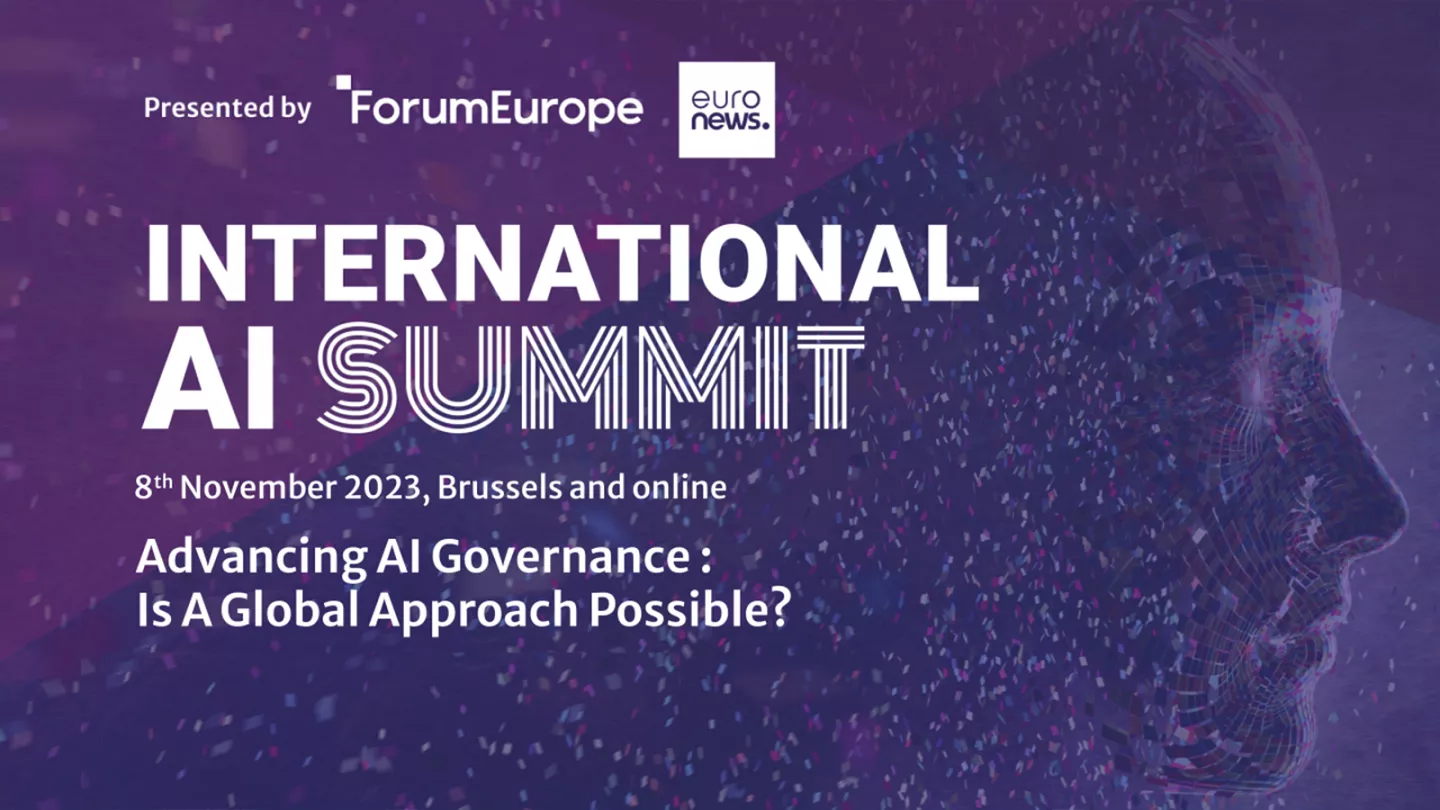 Presented by ForumEurope euro
news.
INTERNATIONAL
AI SUMMIT
8th November 2023, Brussels and online
Advancing AI Governance :
Is A Global Approach Possible?